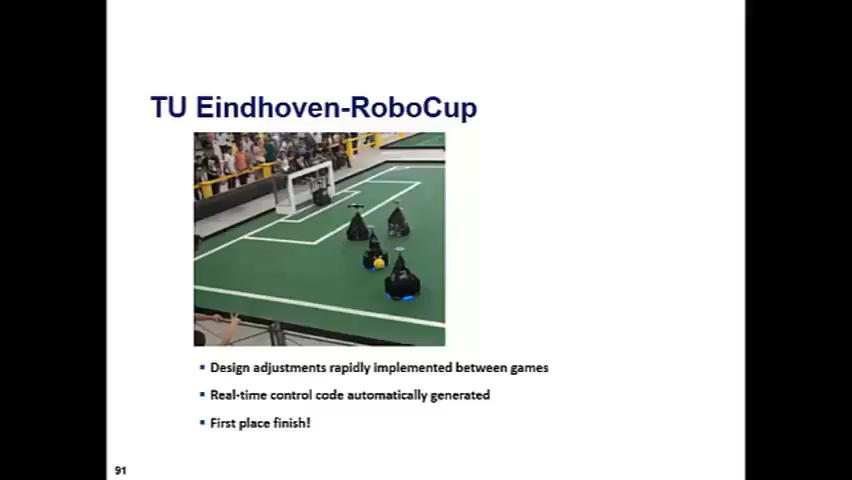 TU Eindhoven-RoboCup
▪ Design adjustments rapidly implemented between games
▪ Real-time control code automatically generated
▪ First place finish!
91